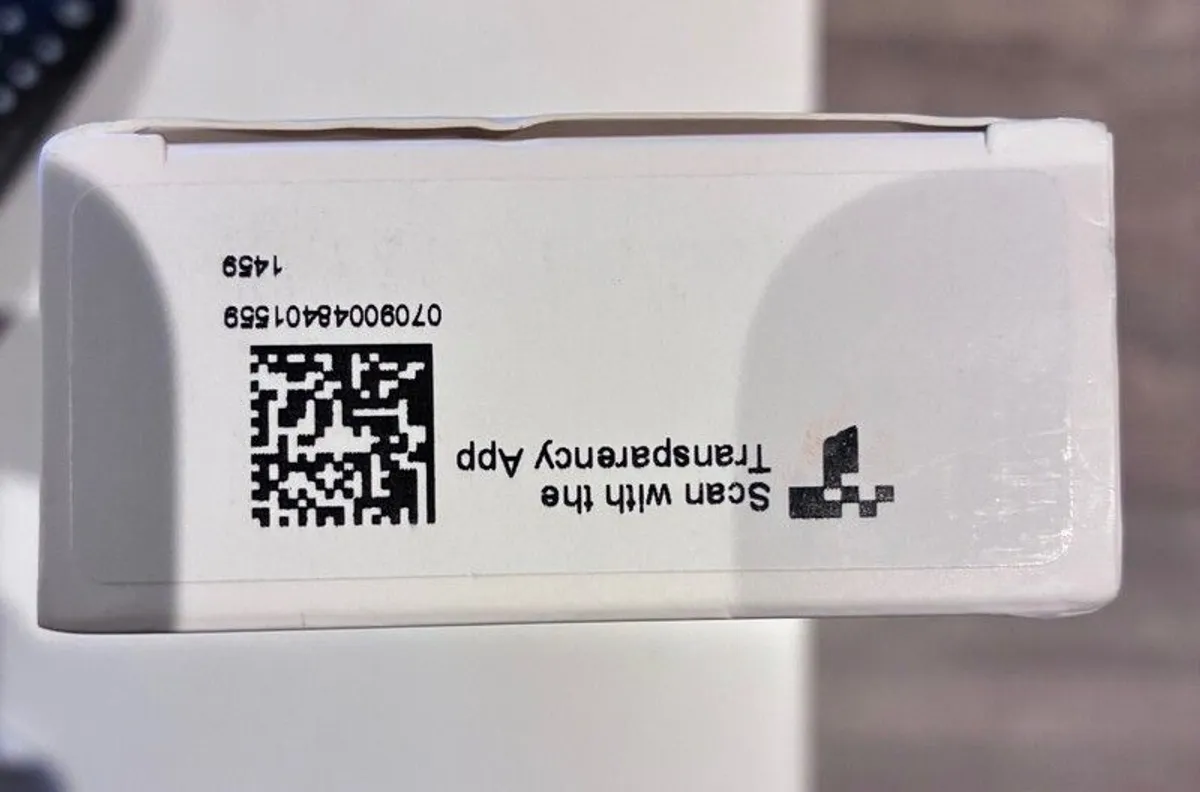 Scan with the
Transparency App
07090048401559
1459